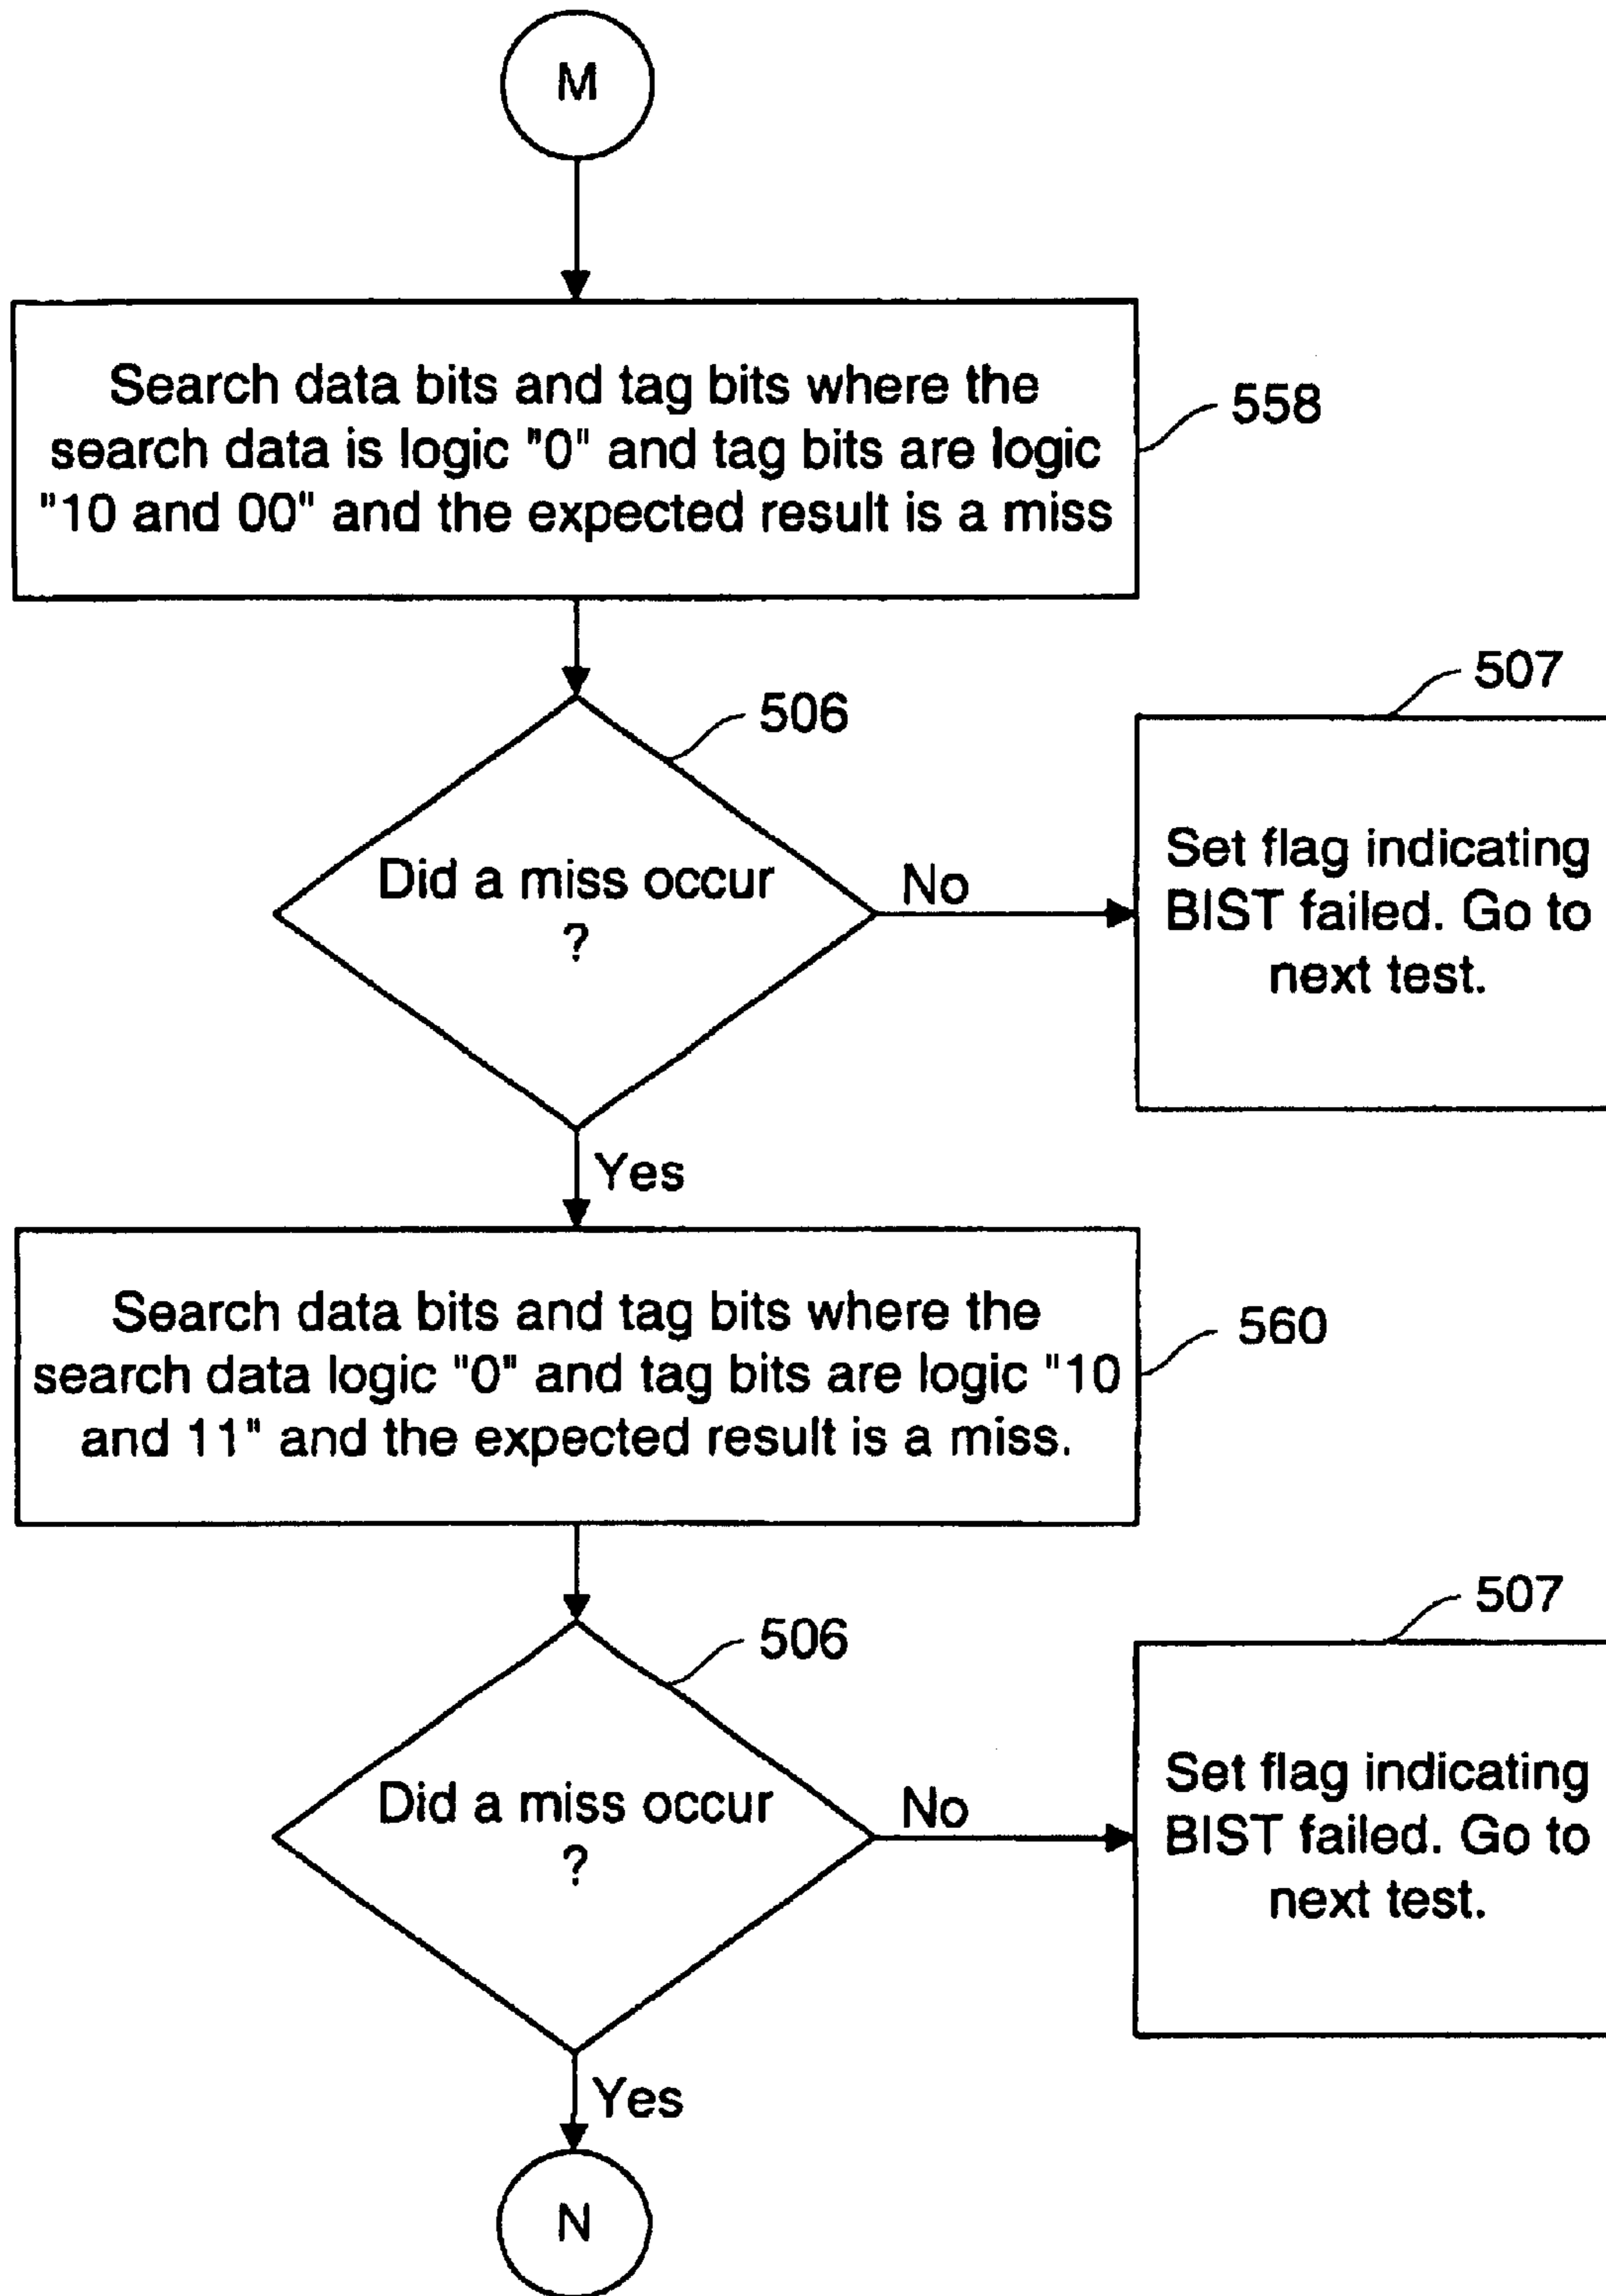 M
Search data bits and tag bits where the
search data is logic "0" and tag bits are logic
"10 and 00" and the expected result is a miss
558
506
507
Did a miss occur
?
No
Set flag indicating
BIST failed. Go to
next test.
Yes
Search data bits and tag bits where the
search data logic "0" and tag bits are logic "10
and 11" and the expected result is a miss.
560
506
507
Did a miss occur
?
No
Set flag indicating
BIST failed. Go to
next test.
Yes
N